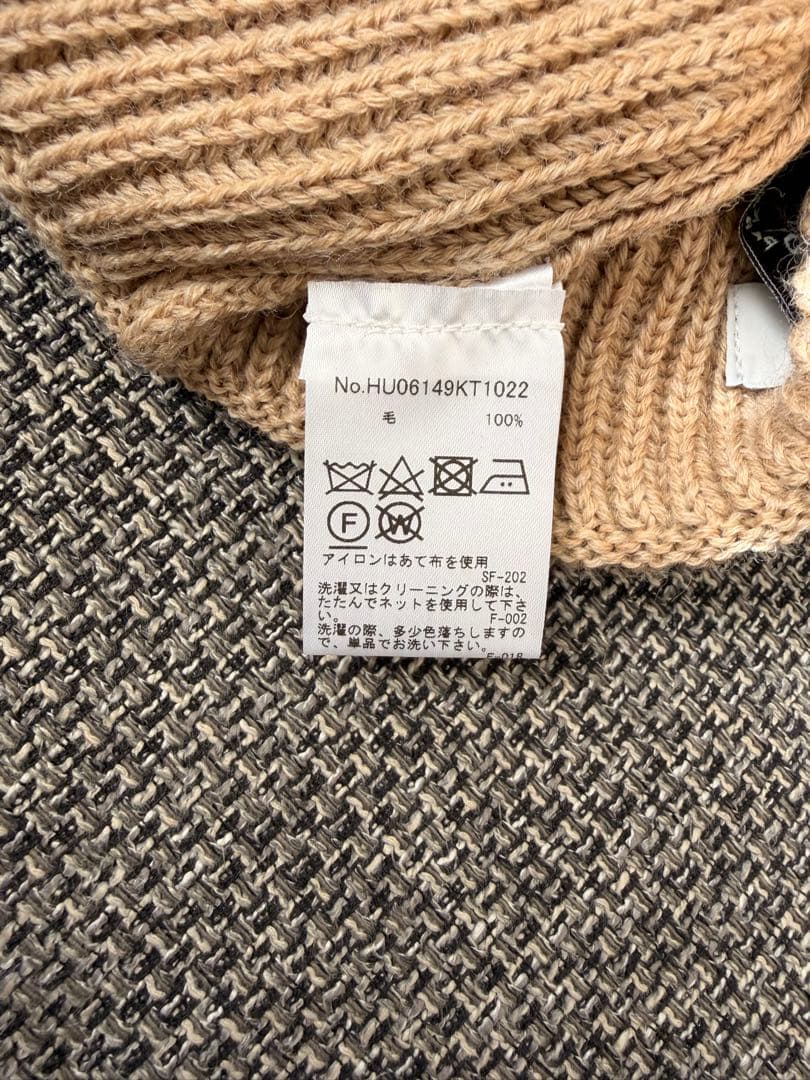 No.HU06149KT1022
毛 100%
F W
アイロンはあて布を使用
SF-202
洗濯又はクリーニングの際は、
たたんでネットを使用して下さ
い。 F-002
洗濯の際、多少色落ちしますの
で、単品でお洗い下さい。
F-018